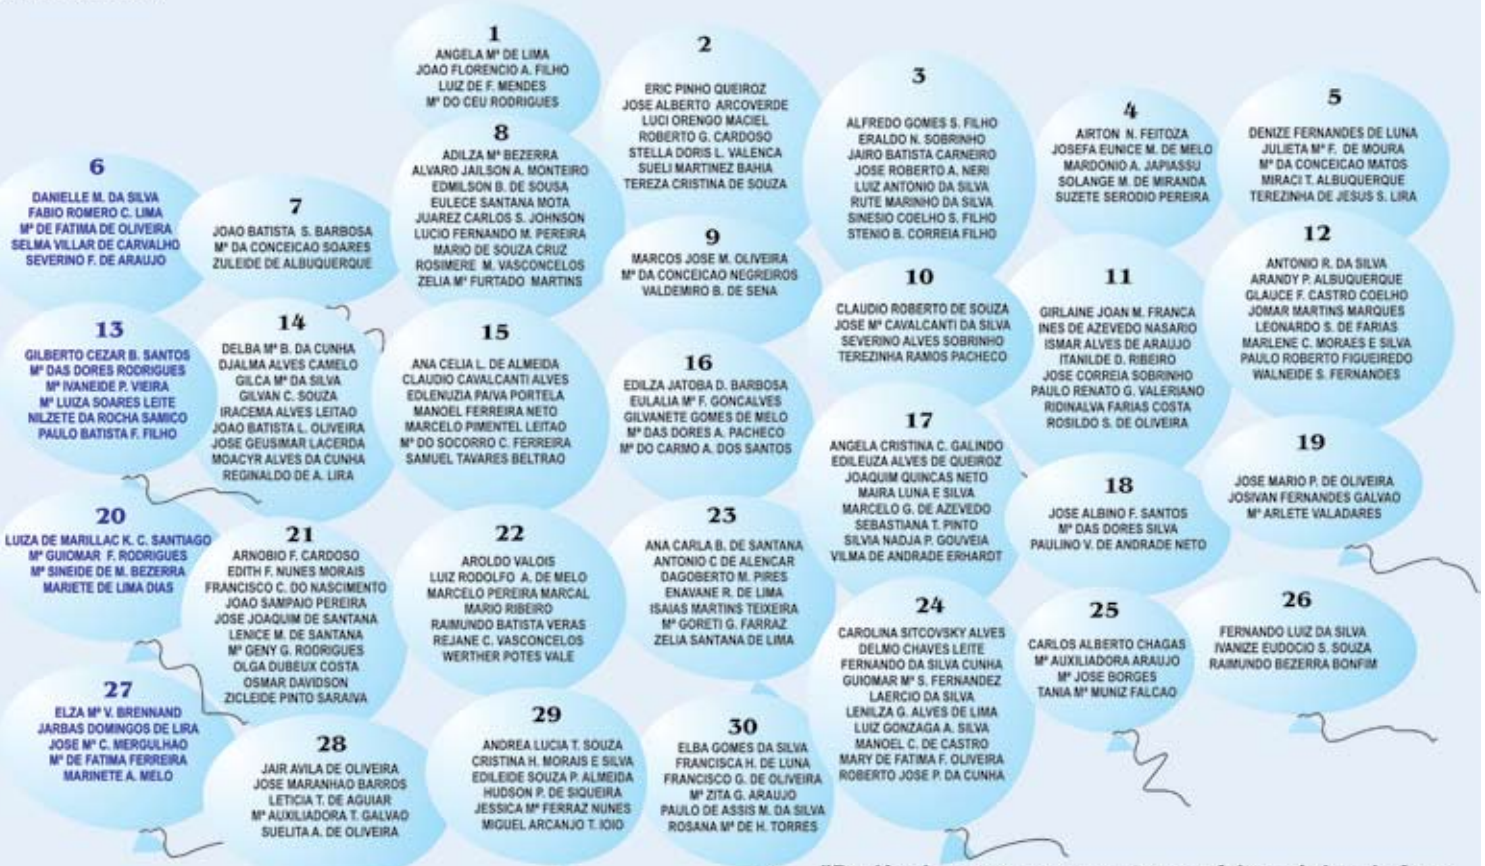 1
ANGELA Mª DE LIMA
JOAO FLORENCIO A. FILHO
LUIZ DE F. MENDES
Mª DO CEU RODRIGUES
2
ERIC PINHO QUEIROZ
JOSE ALBERTO ARCOVERDE
LUCI ORENGO MACIEL
ROBERTO G. CARDOSO
STELLA DORIS L. VALENCA
SUELI MARTINEZ BAHIA
TEREZA CRISTINA DE SOUZA
3
ALFREDO GOMES S. FILHO
ERALDO N. SOBRINHO
JAIRO BATISTA CARNEIRO
JOSE ROBERTO A. NERI
LUIZ ANTONIO DA SILVA
RUTE MARINHO DA SILVA
SINESIO COELHO S. FILHO
STENIO B. CORREIA FILHO
4
AIRTON N. FEITOZA
JOSEFA EUNICE M. DE MELO
MARDONIO A. JAPIASSU
SOLANGE M. DE MIRANDA
SUZETE SERODIO PEREIRA
5
DENIZE FERNANDES DE LUNA
JULIETA Mª F. DE MOURA
Mª DA CONCEICAO MATOS
MIRACI T. ALBUQUERQUE
TEREZINHA DE JESUS S. LIRA
6
DANIELLE M. DA SILVA
FABIO ROMERO C. LIMA
Mª DE FATIMA DE OLIVEIRA
SELMA VILLAR DE CARVALHO
SEVERINO F. DE ARAUJO
7
JOAO BATISTA S. BARBOSA
Mª DA CONCEICAO SOARES
ZULEIDE DE ALBUQUERQUE
8
ADILZA Mª BEZERRA
ALVARO JAILSON A. MONTEIRO
EDMILSON B. DE SOUSA
EULECE SANTANA MOTA
JUAREZ CARLOS S. JOHNSON
LUCIO FERNANDO M. PEREIRA
MARIO DE SOUZA CRUZ
ROSIMERE M. VASCONCELOS
ZELIA Mª FURTADO MARTINS
9
MARCOS JOSE M. OLIVEIRA
Mª DA CONCEICAO NEGREIROS
VALDEMIRO B. DE SENA
10
CLAUDIO ROBERTO DE SOUZA
JOSE Mª CAVALCANTI DA SILVA
SEVERINO ALVES SOBRINHO
TEREZINHA RAMOS PACHECO
11
GIRLAINE JOAN M. FRANCA
INES DE AZEVEDO NASARIO
ISMAR ALVES DE ARAUJO
ITANILDE D. RIBEIRO
JOSE CORREIA SOBRINHO
PAULO RENATO G. VALERIANO
RIDINALVA FARIAS COSTA
ROSILDO S. DE OLIVEIRA
12
ANTONIO R. DA SILVA
ARANDY P. ALBUQUERQUE
GLAUCE F. CASTRO COELHO
JOMAR MARTINS MARQUES
LEONARDO S. DE FARIAS
MARLENE C. MORAES E SILVA
PAULO ROBERTO FIGUEIREDO
WALNEIDE S. FERNANDES
13
GILBERTO CEZAR B. SANTOS
Mª DAS DORES RODRIGUES
Mª IVANEIDE P. VIEIRA
Mª LUIZA SOARES LEITE
NILZETE DA ROCHA SAMICO
PAULO BATISTA F. FILHO
14
DELBA Mª B. DA CUNHA
DJALMA ALVES CAMELO
GILCA Mª DA SILVA
GILVAN C. SOUZA
IRACEMA ALVES LEITAO
JOAO BATISTA L. OLIVEIRA
JOSE GEUSIMAR LACERDA
MOACYR ALVES DA CUNHA
REGINALDO DE A. LIRA
15
ANA CELIA L. DE ALMEIDA
CLAUDIO CAVALCANTI ALVES
EDLENUZIA PAIVA PORTELA
MANOEL FERREIRA NETO
MARCELO PIMENTEL LEITAO
Mª DO SOCORRO C. FERREIRA
SAMUEL TAVARES BELTRAO
16
EDILZA JATOBA D. BARBOSA
EULALIA Mª F. GONCALVES
GILVANETE GOMES DE MELO
Mª DAS DORES A. PACHECO
Mª DO CARMO A. DOS SANTOS
17
ANGELA CRISTINA C. GALINDO
EDILEUZA ALVES DE QUEIROZ
JOAQUIM QUINCAS NETO
MAIRA LUNA E SILVA
MARCELO G. DE AZEVEDO
SEBASTIANA T. PINTO
SILVIA NADJA P. GOUVEIA
VILMA DE ANDRADE ERHARDT
18
JOSE ALBINO F. SANTOS
Mª DAS DORES SILVA
PAULINO V. DE ANDRADE NETO
19
JOSE MARIO P. DE OLIVEIRA
JOSIVAN FERNANDES GALVAO
Mª ARLETE VALADARES
20
LUIZA DE MARILLAC K. C. SANTIAGO
Mª GUIOMAR F. RODRIGUES
Mª SINEIDE DE M. BEZERRA
MARIETE DE LIMA DIAS
21
ARNOBIO F. CARDOSO
EDITH F. NUNES MORAIS
FRANCISCO C. DO NASCIMENTO
JOAO SAMPAIO PEREIRA
JOSE JOAQUIM DE SANTANA
LENICE M. DE SANTANA
Mª GENY G. RODRIGUES
OLGA DUBEUX COSTA
OSMAR DAVIDSON
ZICLEIDE PINTO SARAIVA
22
AROLDO VALOIS
LUIZ RODOLFO A. DE MELO
MARCELO PEREIRA MARCAL
MARIO RIBEIRO
RAIMUNDO BATISTA VERAS
REJANE C. VASCONCELOS
WERTHER POTES VALE
23
ANA CARLA B. DE SANTANA
ANTONIO C DE ALENCAR
DAGOBERTO M. PIRES
ENAVANE R. DE LIMA
ISAIAS MARTINS TEIXEIRA
Mª GORETI G. FARRAZ
ZELIA SANTANA DE LIMA
24
CAROLINA SITCOVSKY ALVES
DELMO CHAVES LEITE
FERNANDO DA SILVA CUNHA
GUIOMAR Mª S. FERNANDEZ
LAERCIO DA SILVA
LENILZA G. ALVES DE LIMA
LUIZ GONZAGA A. SILVA
MANOEL C. DE CASTRO
MARY DE FATIMA F. OLIVEIRA
ROBERTO JOSE P. DA CUNHA
25
CARLOS ALBERTO CHAGAS
Mª AUXILIADORA ARAUJO
Mª JOSE BORGES
TANIA Mª MUNIZ FALCAO
26
FERNANDO LUIZ DA SILVA
IVANIZE EUDOCIO S. SOUZA
RAIMUNDO BEZERRA BONFIM
27
ELZA Mª V. BRENNAND
JARBAS DOMINGOS DE LIRA
JOSE Mª C. MERGULHAO
Mª DE FATIMA FERREIRA
MARINETE A. MELO
28
JAIR AVILA DE OLIVEIRA
JOSE MARANHAO BARROS
LETICIA T. DE AGUIAR
Mª AUXILIADORA T. GALVAO
SUELITA A. DE OLIVEIRA
29
ANDREA LUCIA T. SOUZA
CRISTINA H. MORAIS E SILVA
EDILEIDE SOUZA P. ALMEIDA
HUDSON P. DE SIQUEIRA
JESSICA Mª FERRAZ NUNES
MIGUEL ARCANJO T. IOIO
30
ELBA GOMES DA SILVA
FRANCISCA H. DE LUNA
FRANCISCO G. DE OLIVEIRA
Mª ZITA G. ARAUJO
PAULO DE ASSIS M. DA SILVA
ROSANA Mª DE H. TORRES